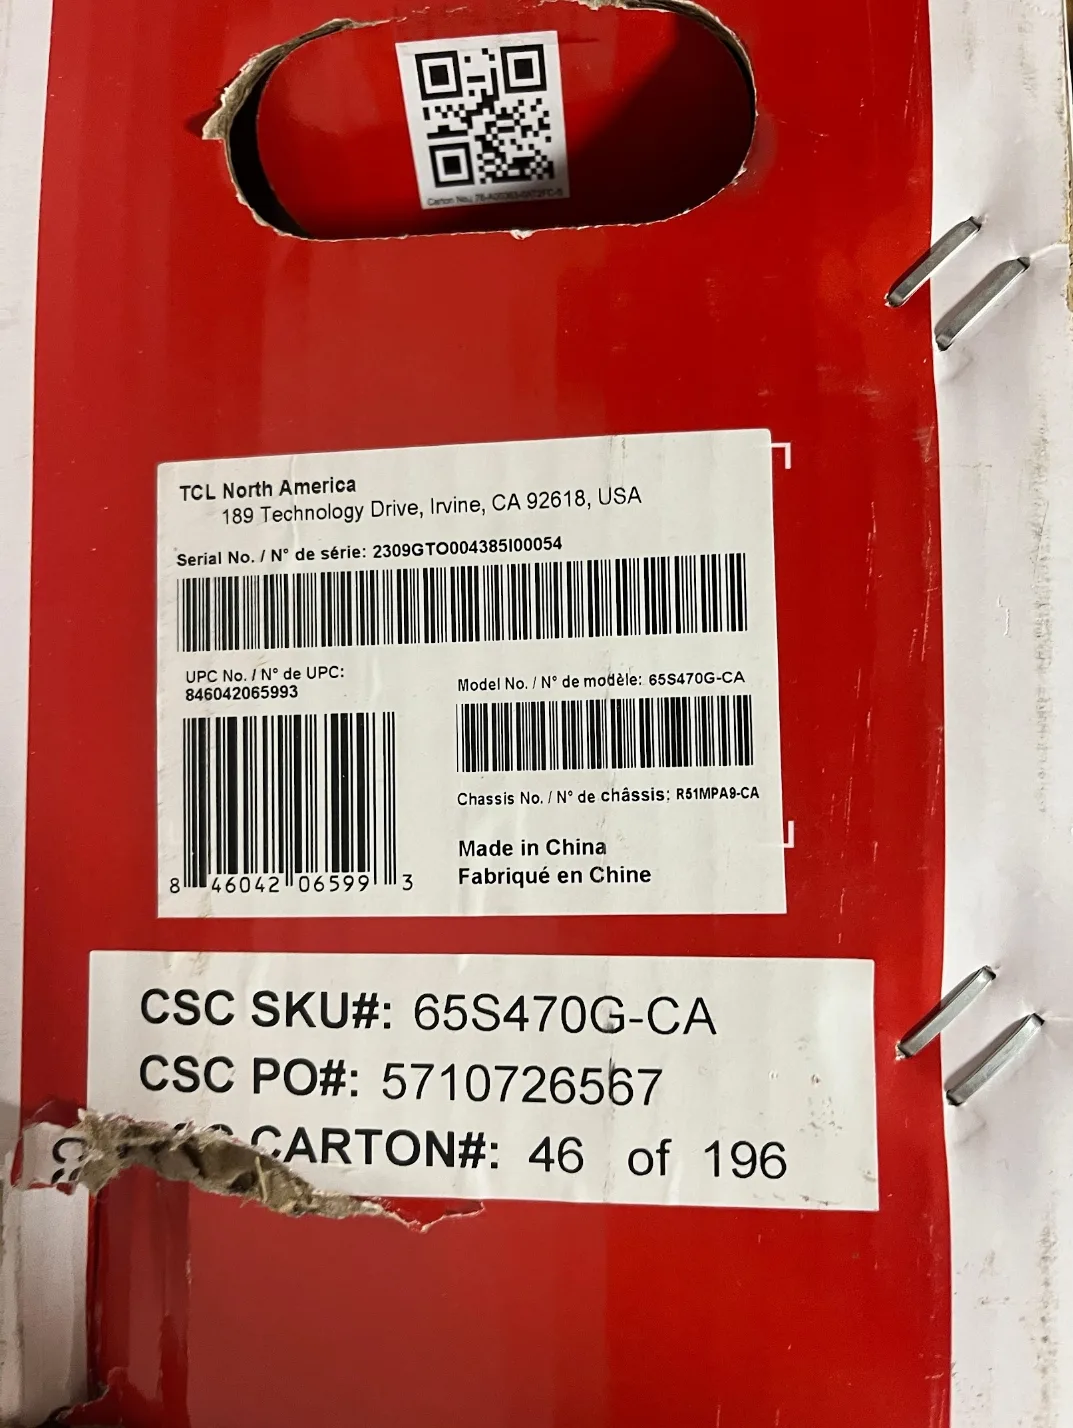 Carton No.:
TCL North America
189 Technology Drive, Irvine, CA 92618, USA
Serial No. / N° de série: 2309GTO004385I00054
UPC No. / N° de UPC:
846042065993
Model No. / N° de modèle: 65S470G-CA
8 46042 06599 3
Chassis No. / N° de châssis: R51MPA9-CA
Made in China
Fabriqué en Chine
CSC SKU#: 65S470G-CA
CSC PO#: 5710726567
CARTON#: 46 of 196